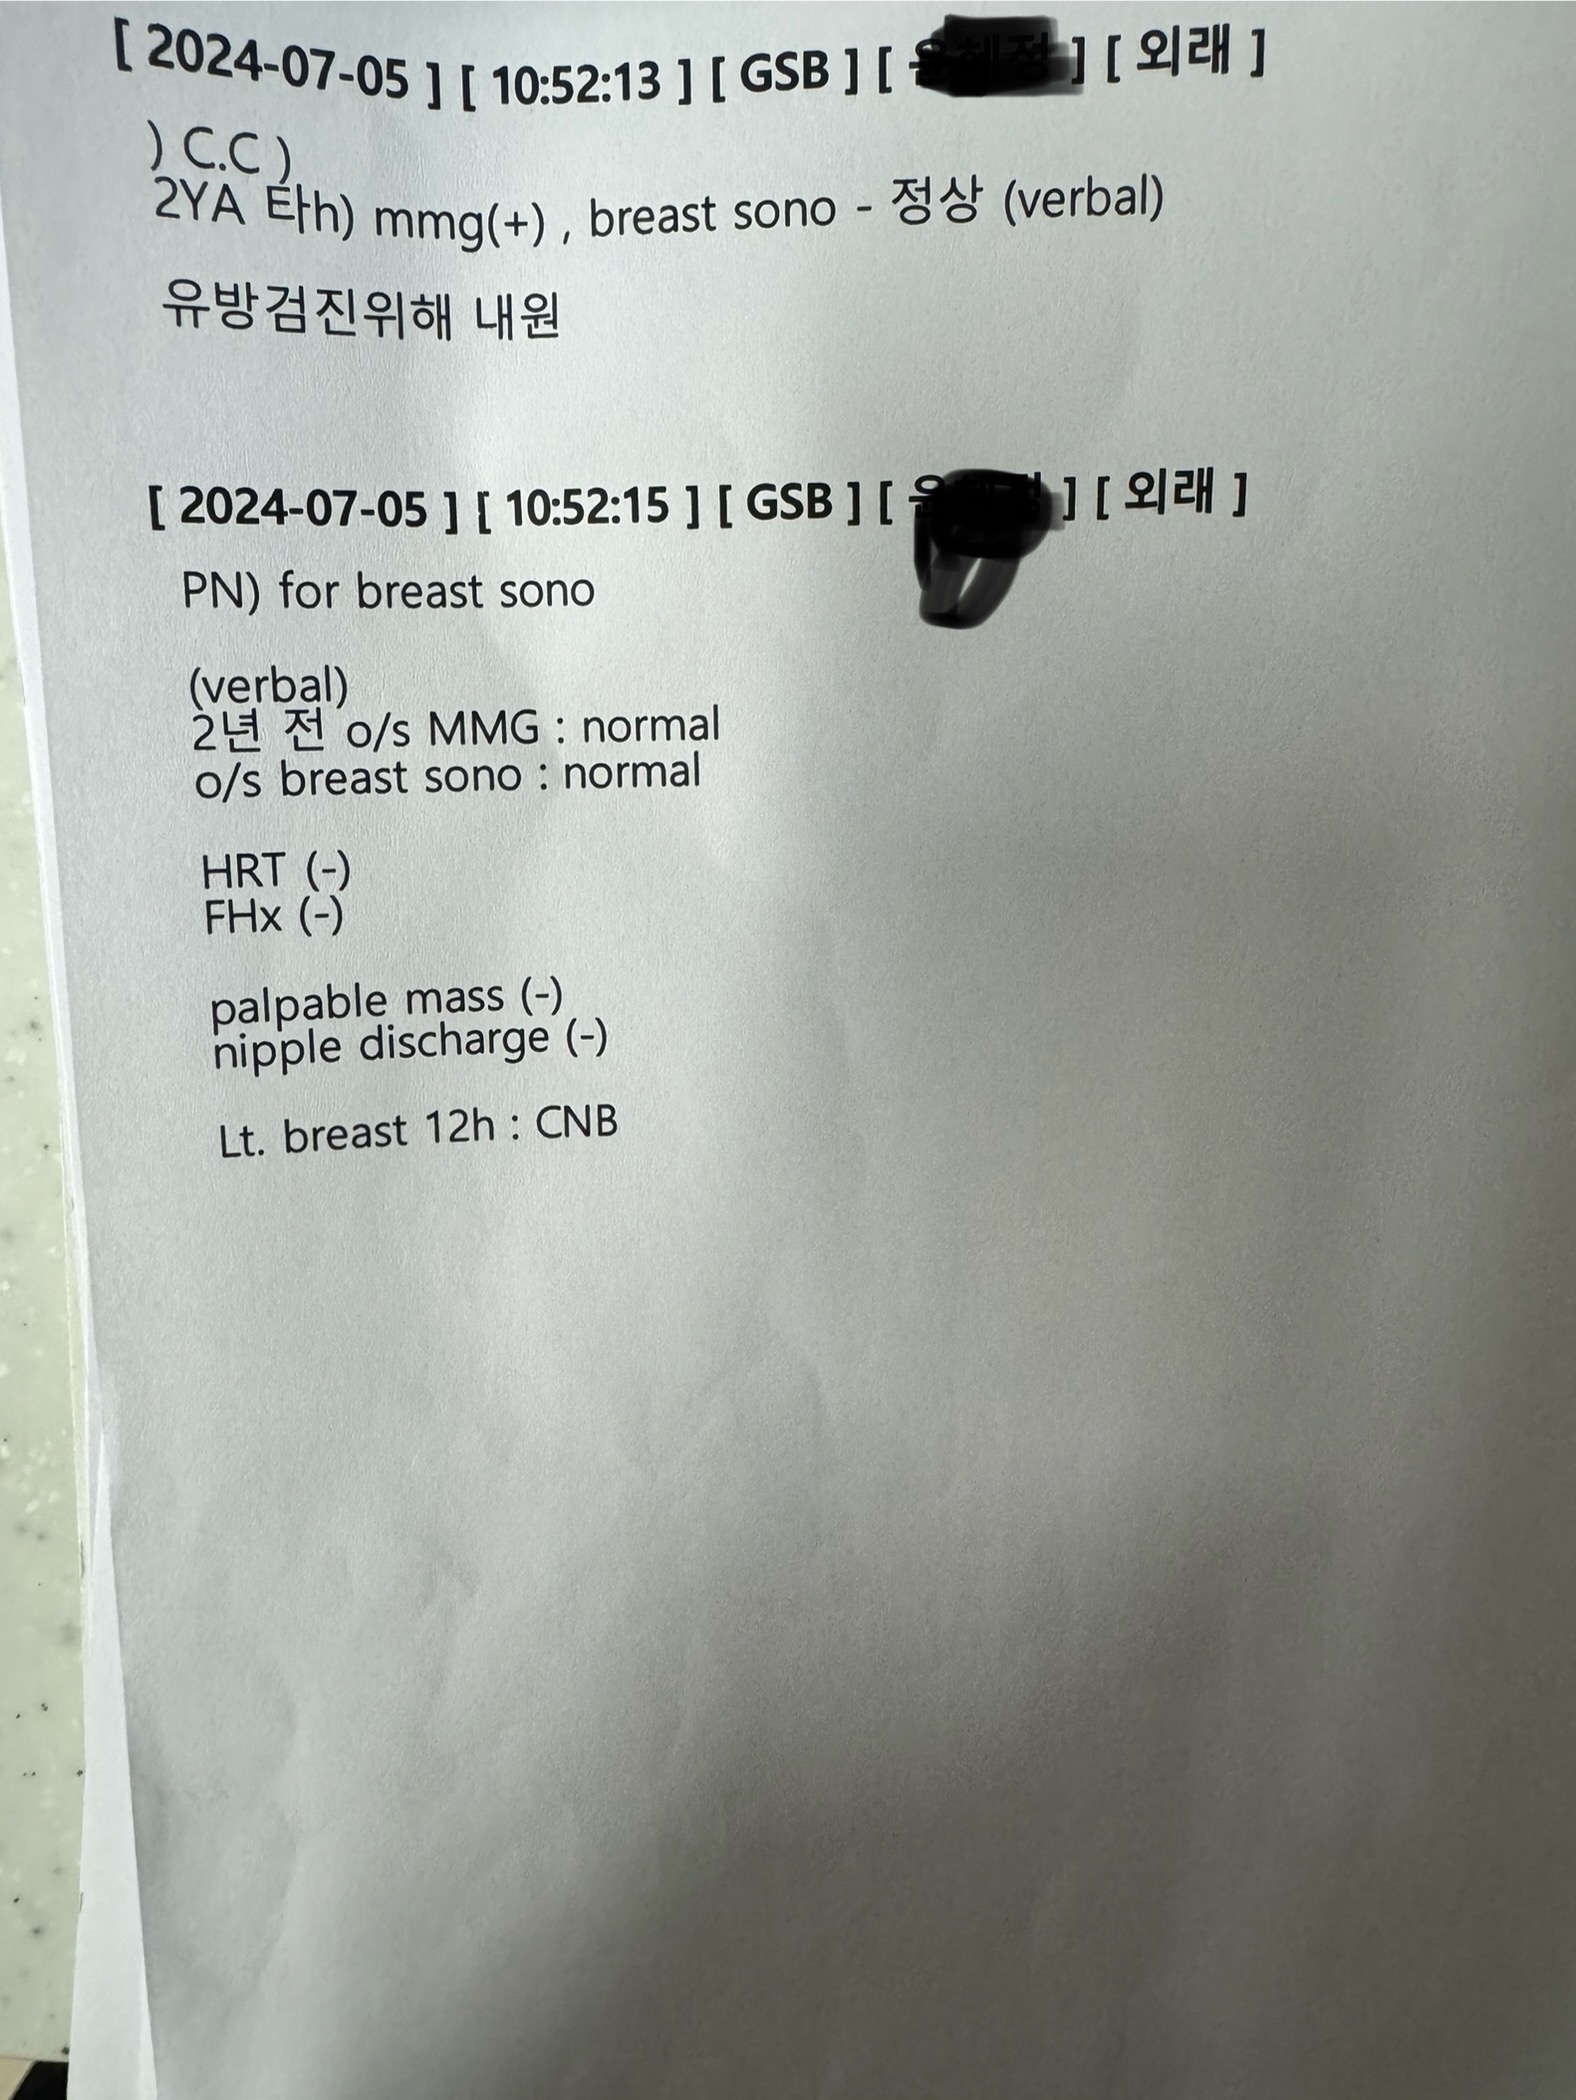 [ 2024-07-05 ] [ 10:52:13 ] [ GSB ] [ ] [ 외래 ]
) C.C )
2YA 타h) mmg(+) , breast sono - 정상 (verbal)
유방검진위해 내원
[ 2024-07-05 ] [ 10:52:15 ] [ GSB ] [ ] [ 외래 ]
PN) for breast sono
(verbal)
2년 전 o/s MMG : normal
o/s breast sono : normal
HRT (-)
FHx (-)
palpable mass (-)
nipple discharge (-)
Lt. breast 12h : CNB